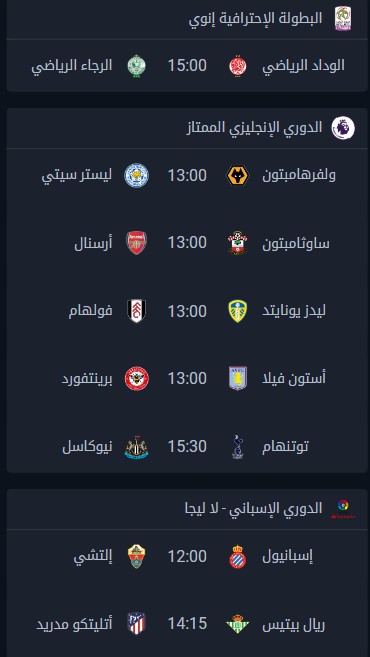 البطولة الإحترافية إنوي
الوداد الرياضي 15:00 الرجاء الرياضي
الدوري الإنجليزي الممتاز
ولفرهامبتون 13:00 ليستر سيتي
ساوثامبتون 13:00 أرسنال
ليدز يونايتد 13:00 فولهام
أستون فيلا 13:00 برينتفورد
توتنهام 15:30 نيوكاسل
الدوري الإسباني - لا ليجا
إسبانيول 12:00 إلتشي
ريال بيتيس 14:15 أتليتكو مدريد